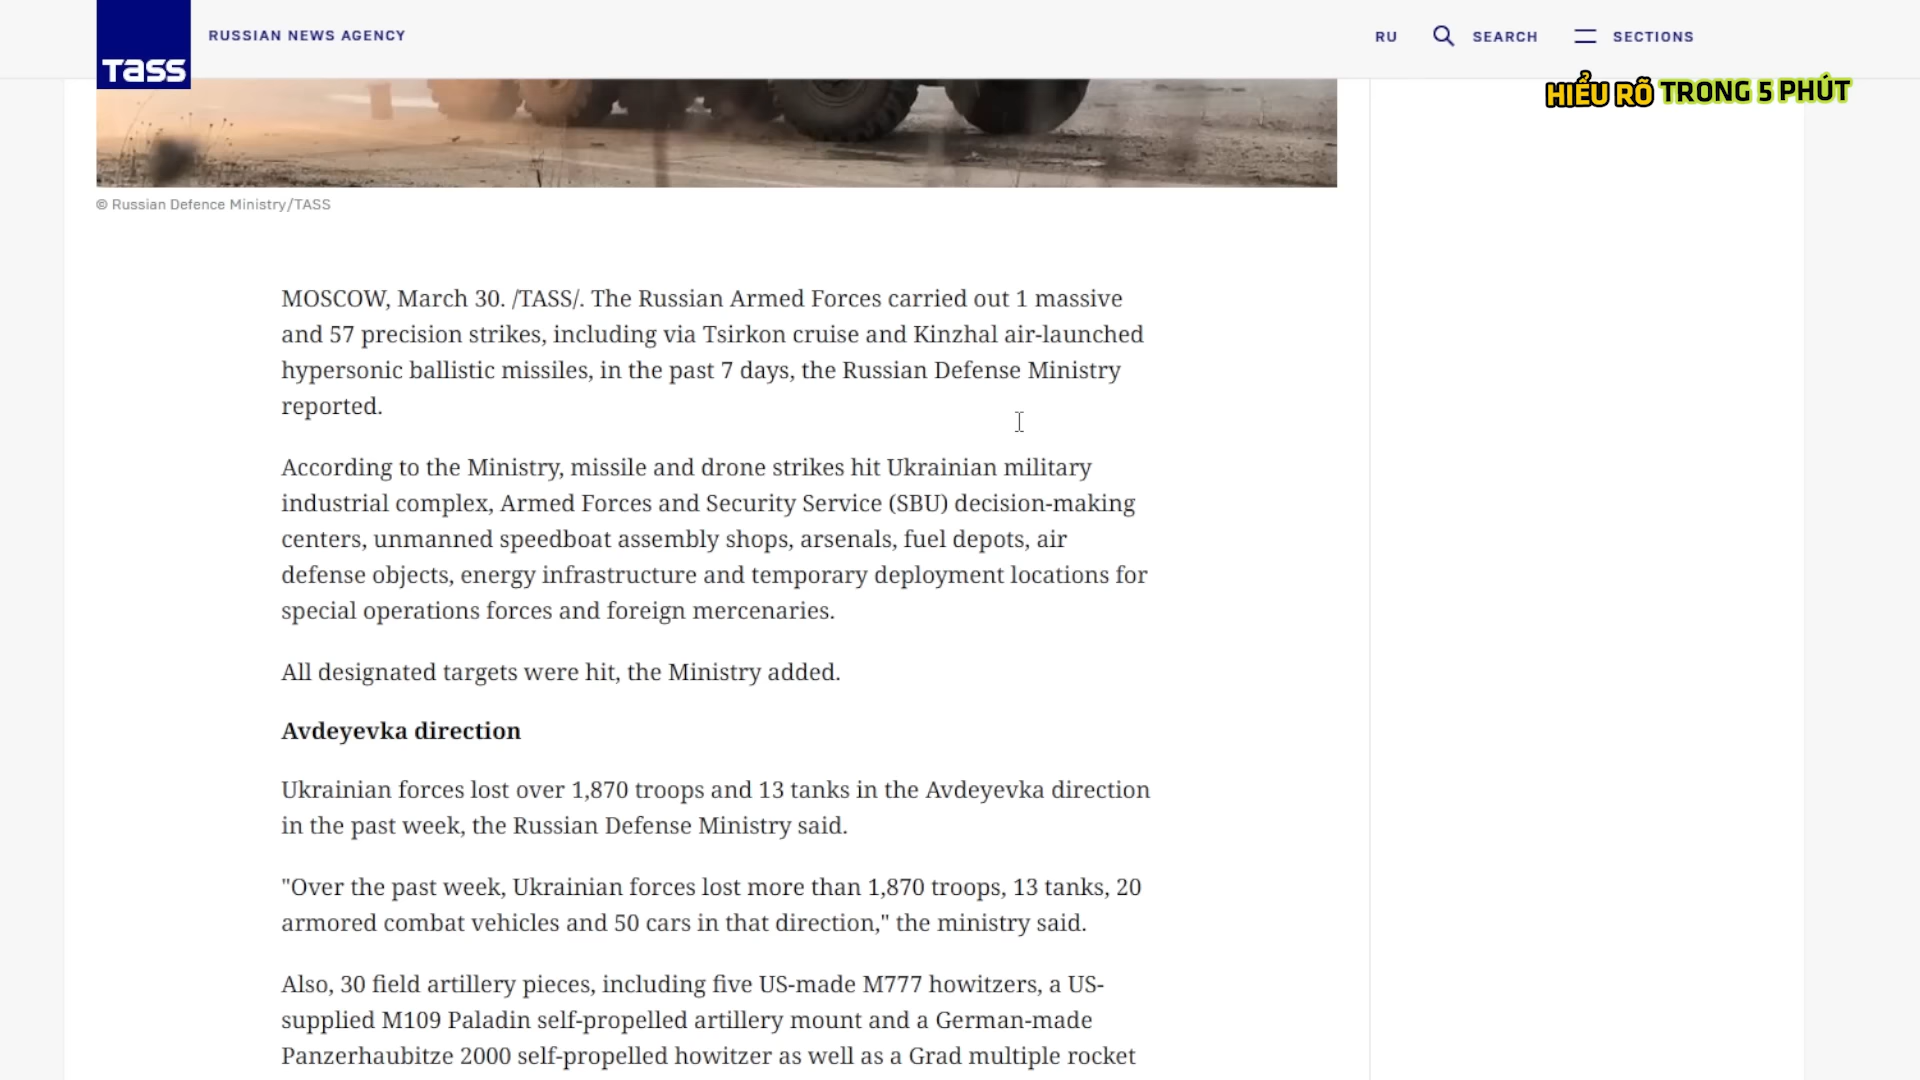 TASS
RUSSIAN NEWS AGENCY
RU
SEARCH
SECTIONS
HIỂU RÕ TRONG 5 PHÚT
© Russian Defence Ministry/TASS
MOSCOW, March 30. /TASS/. The Russian Armed Forces carried out 1 massive
and 57 precision strikes, including via Tsirkon cruise and Kinzhal air-launched
hypersonic ballistic missiles, in the past 7 days, the Russian Defense Ministry
reported.
According to the Ministry, missile and drone strikes hit Ukrainian military
industrial complex, Armed Forces and Security Service (SBU) decision-making
centers, unmanned speedboat assembly shops, arsenals, fuel depots, air
defense objects, energy infrastructure and temporary deployment locations for
special operations forces and foreign mercenaries.
All designated targets were hit, the Ministry added.
Avdeyevka direction
Ukrainian forces lost over 1,870 troops and 13 tanks in the Avdeyevka direction
in the past week, the Russian Defense Ministry said.
"Over the past week, Ukrainian forces lost more than 1,870 troops, 13 tanks, 20
armored combat vehicles and 50 cars in that direction," the ministry said.
Also, 30 field artillery pieces, including five US-made M777 howitzers, a US-
supplied M109 Paladin self-propelled artillery mount and a German-made
Panzerhaubitze 2000 self-propelled howitzer as well as a Grad multiple rocket